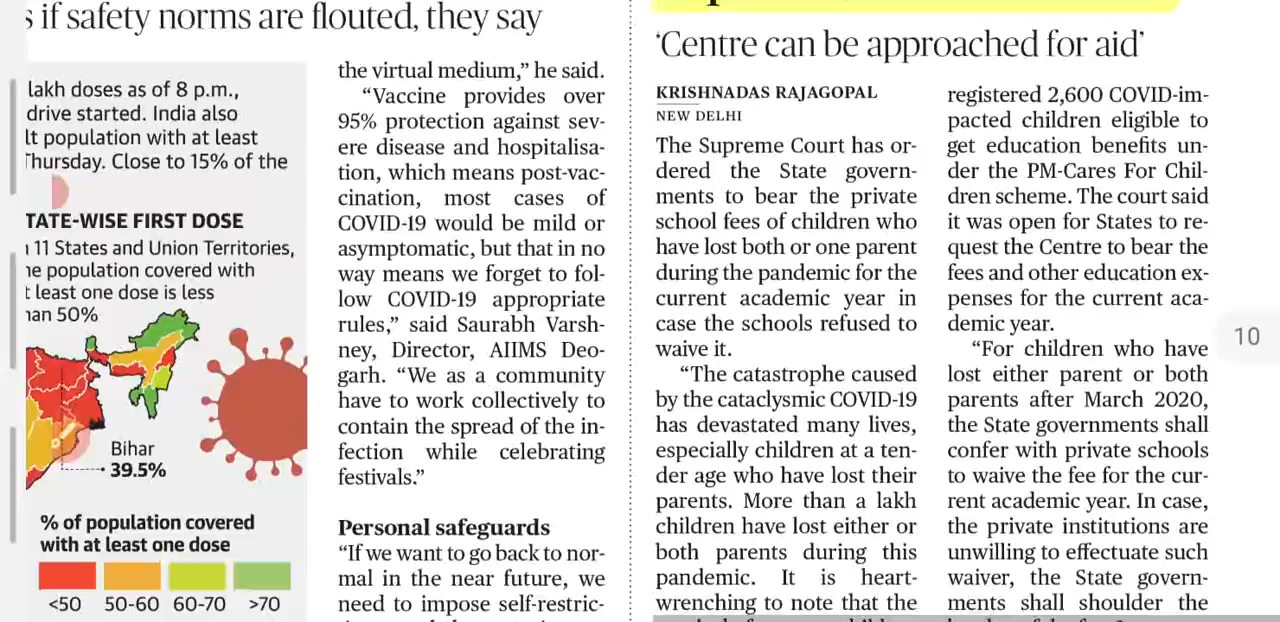 s if safety norms are flouted, they say
lakh doses as of 8 p.m.,
drive started. India also
lt population with at least
Thursday. Close to 15% of the
TATE-WISE FIRST DOSE
11 States and Union Territories,
he population covered with
t least one dose is less
han 50%
Bihar
39.5%
% of population covered
with at least one dose
<50 50-60 60-70 >70
the virtual medium,” he said.
“Vaccine provides over
95% protection against sev-
ere disease and hospitalisa-
tion, which means post-vac-
cination, most cases of
COVID-19 would be mild or
asymptomatic, but that in no
way means we forget to fol-
low COVID-19 appropriate
rules,” said Saurabh Varsh-
ney, Director, AIIMS Deo-
garh. “We as a community
have to work collectively to
contain the spread of the in-
fection while celebrating
festivals.”
Personal safeguards
“If we want to go back to nor-
mal in the near future, we
need to impose self-restric-
‘Centre can be approached for aid’
KRISHNADAS RAJAGOPAL
NEW DELHI
The Supreme Court has or-
dered the State govern-
ments to bear the private
school fees of children who
have lost both or one parent
during the pandemic for the
current academic year in
case the schools refused to
waive it.
“The catastrophe caused
by the cataclysmic COVID-19
has devastated many lives,
especially children at a ten-
der age who have lost their
parents. More than a lakh
children have lost either or
both parents during this
pandemic. It is heart-
wrenching to note that the
registered 2,600 COVID-im-
pacted children eligible to
get education benefits un-
der the PM-Cares For Chil-
dren scheme. The court said
it was open for States to re-
quest the Centre to bear the
fees and other education ex-
penses for the current aca-
demic year.
“For children who have
lost either parent or both
parents after March 2020,
the State governments shall
confer with private schools
to waive the fee for the cur-
rent academic year. In case,
the private institutions are
unwilling to effectuate such
waiver, the State govern-
ments shall shoulder the
10